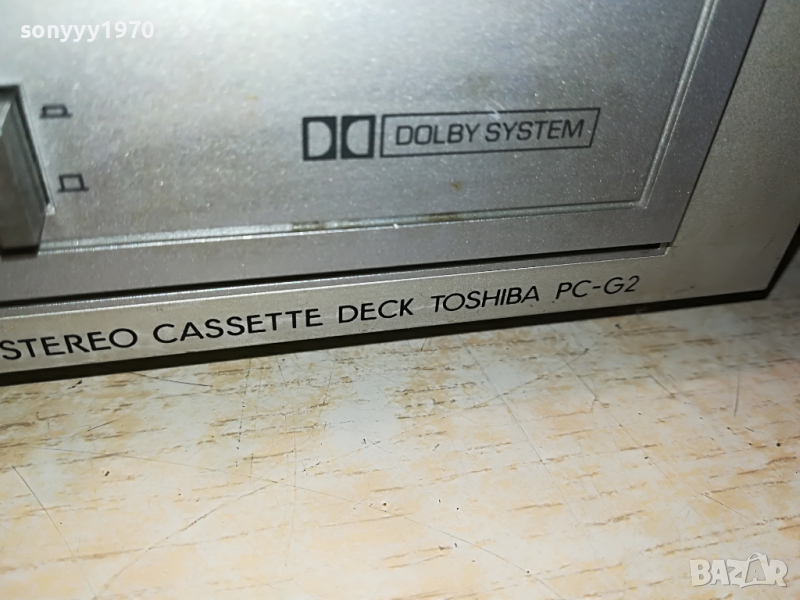 sonyyy1970
DOLBY SYSTEM
STEREO CASSETTE DECK TOSHIBA PC-G2
BAZAR